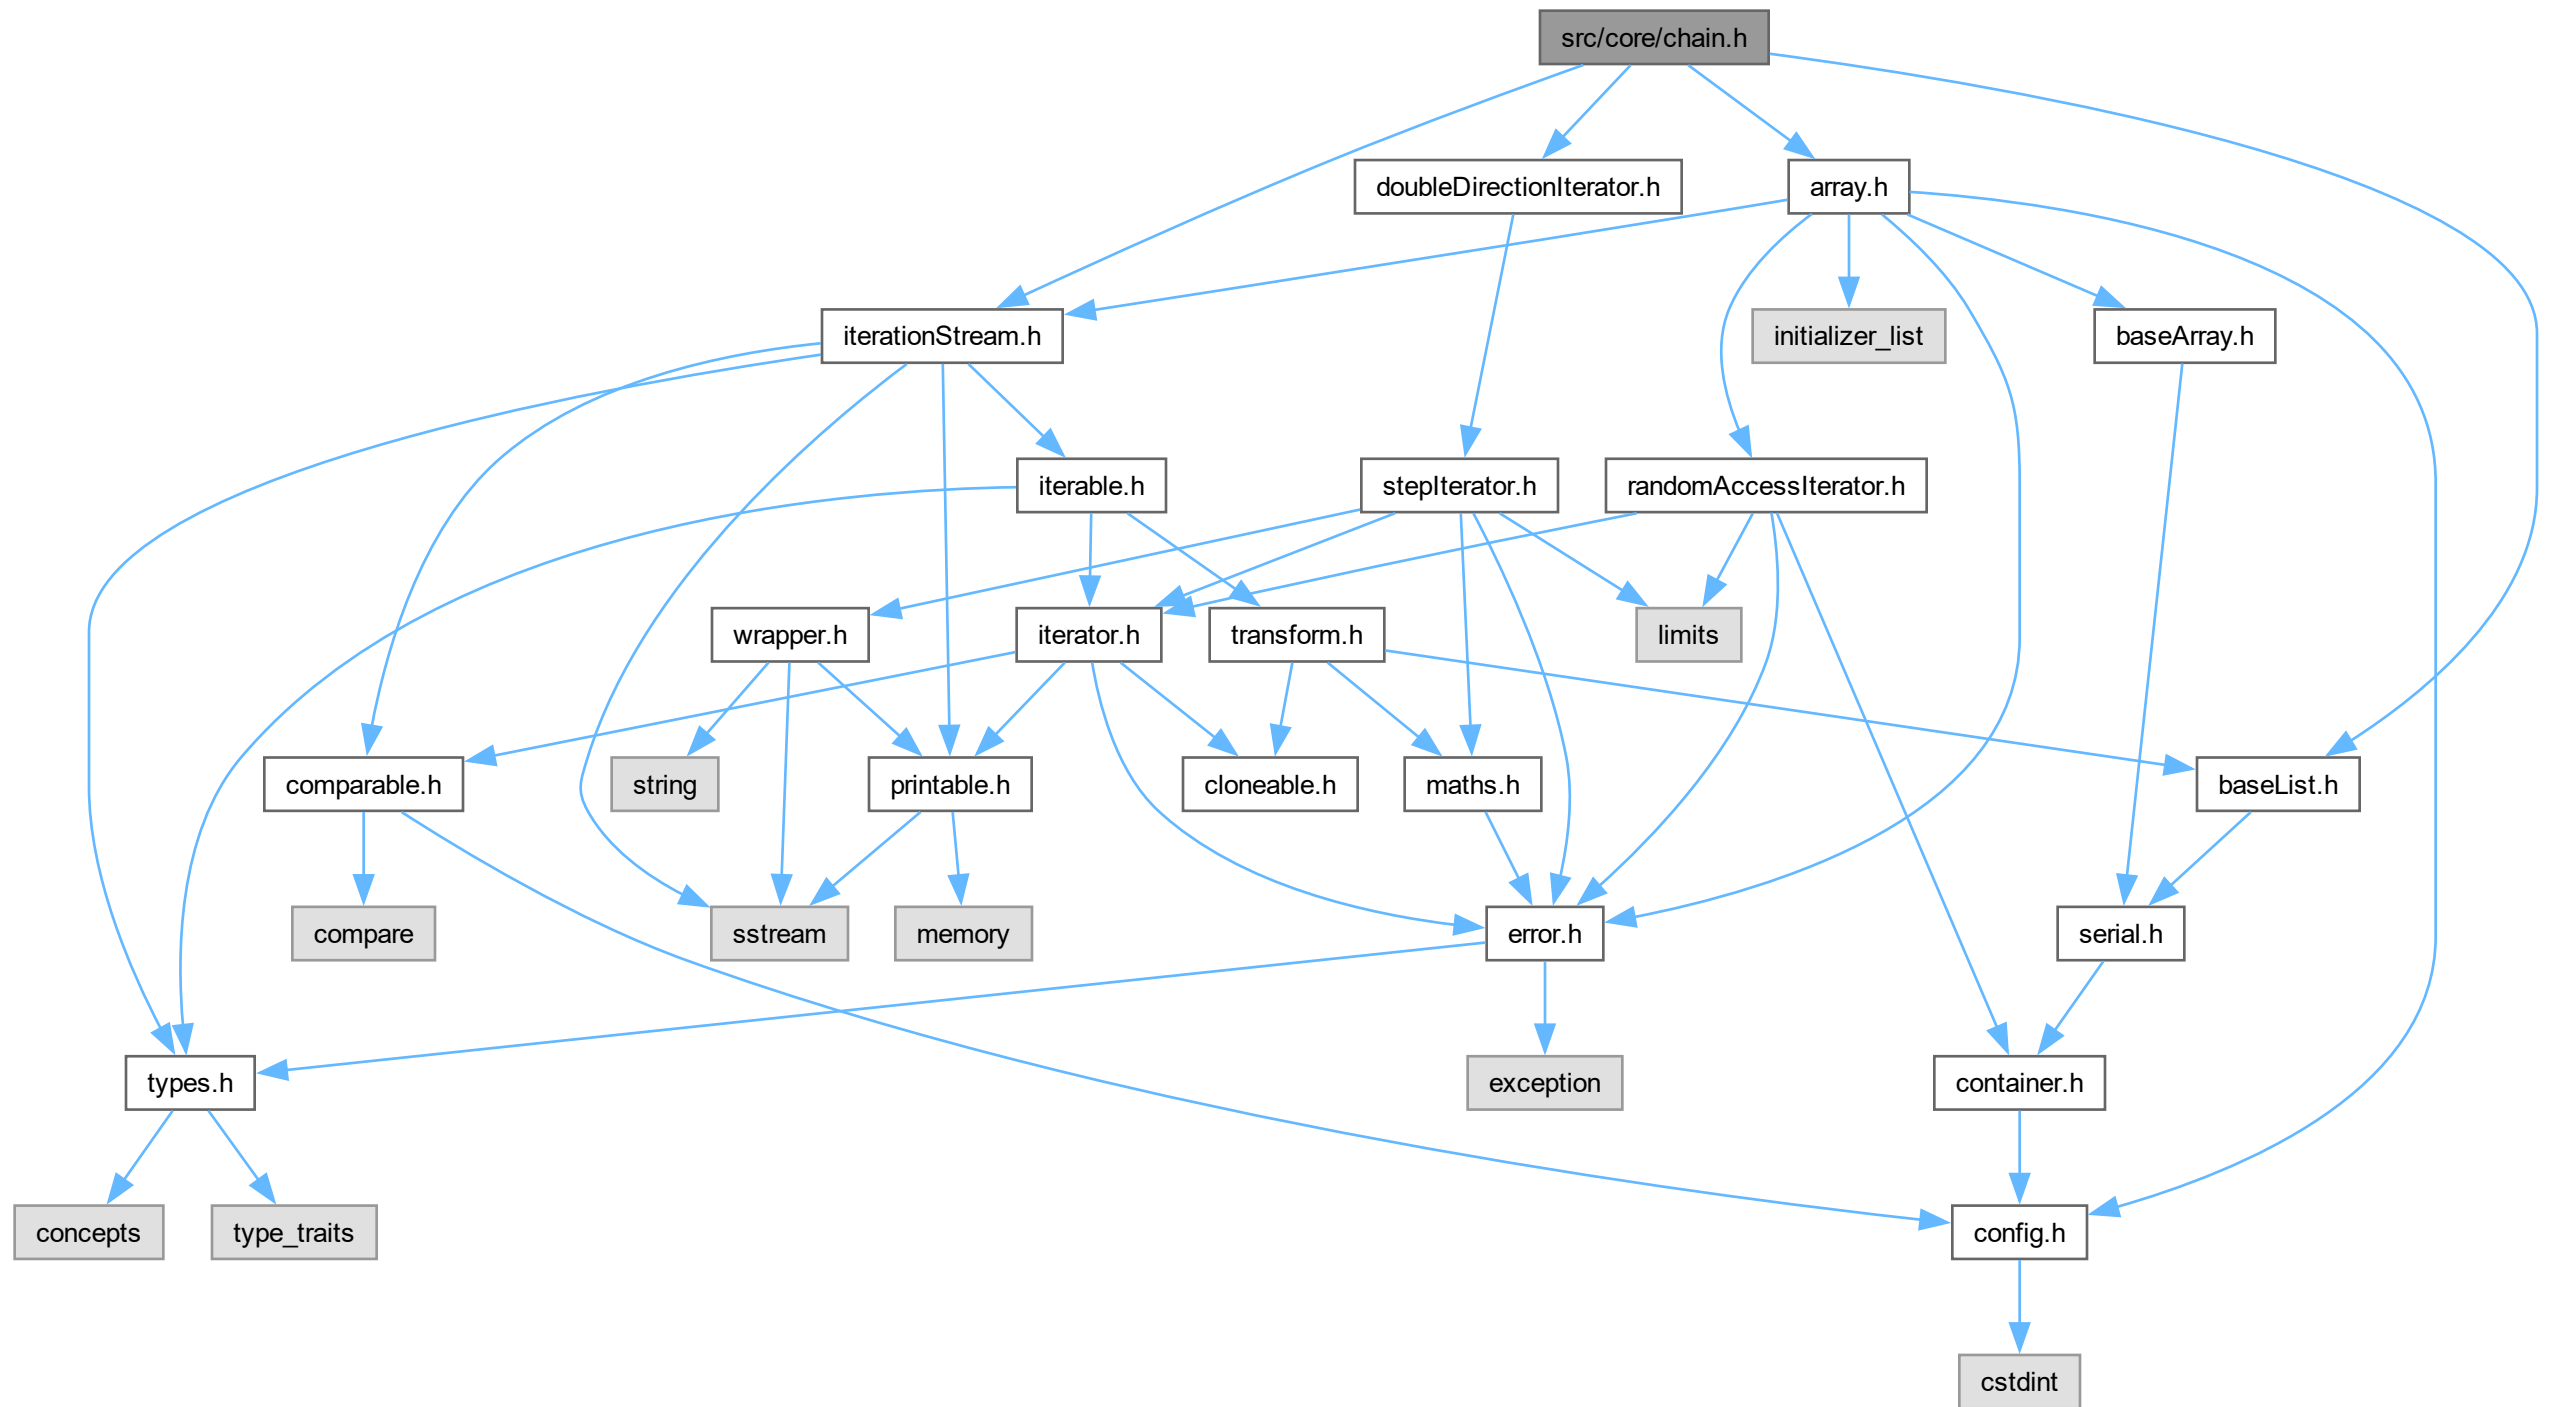 src/core/chain.h
doubleDirectionIterator.h
array.h
iterationStream.h
initializer_list
baseArray.h
iterable.h
stepIterator.h
randomAccessIterator.h
wrapper.h
iterator.h
transform.h
limits
comparable.h
string
printable.h
cloneable.h
maths.h
baseList.h
compare
sstream
memory
error.h
serial.h
types.h
exception
container.h
concepts
type_traits
config.h
cstdint